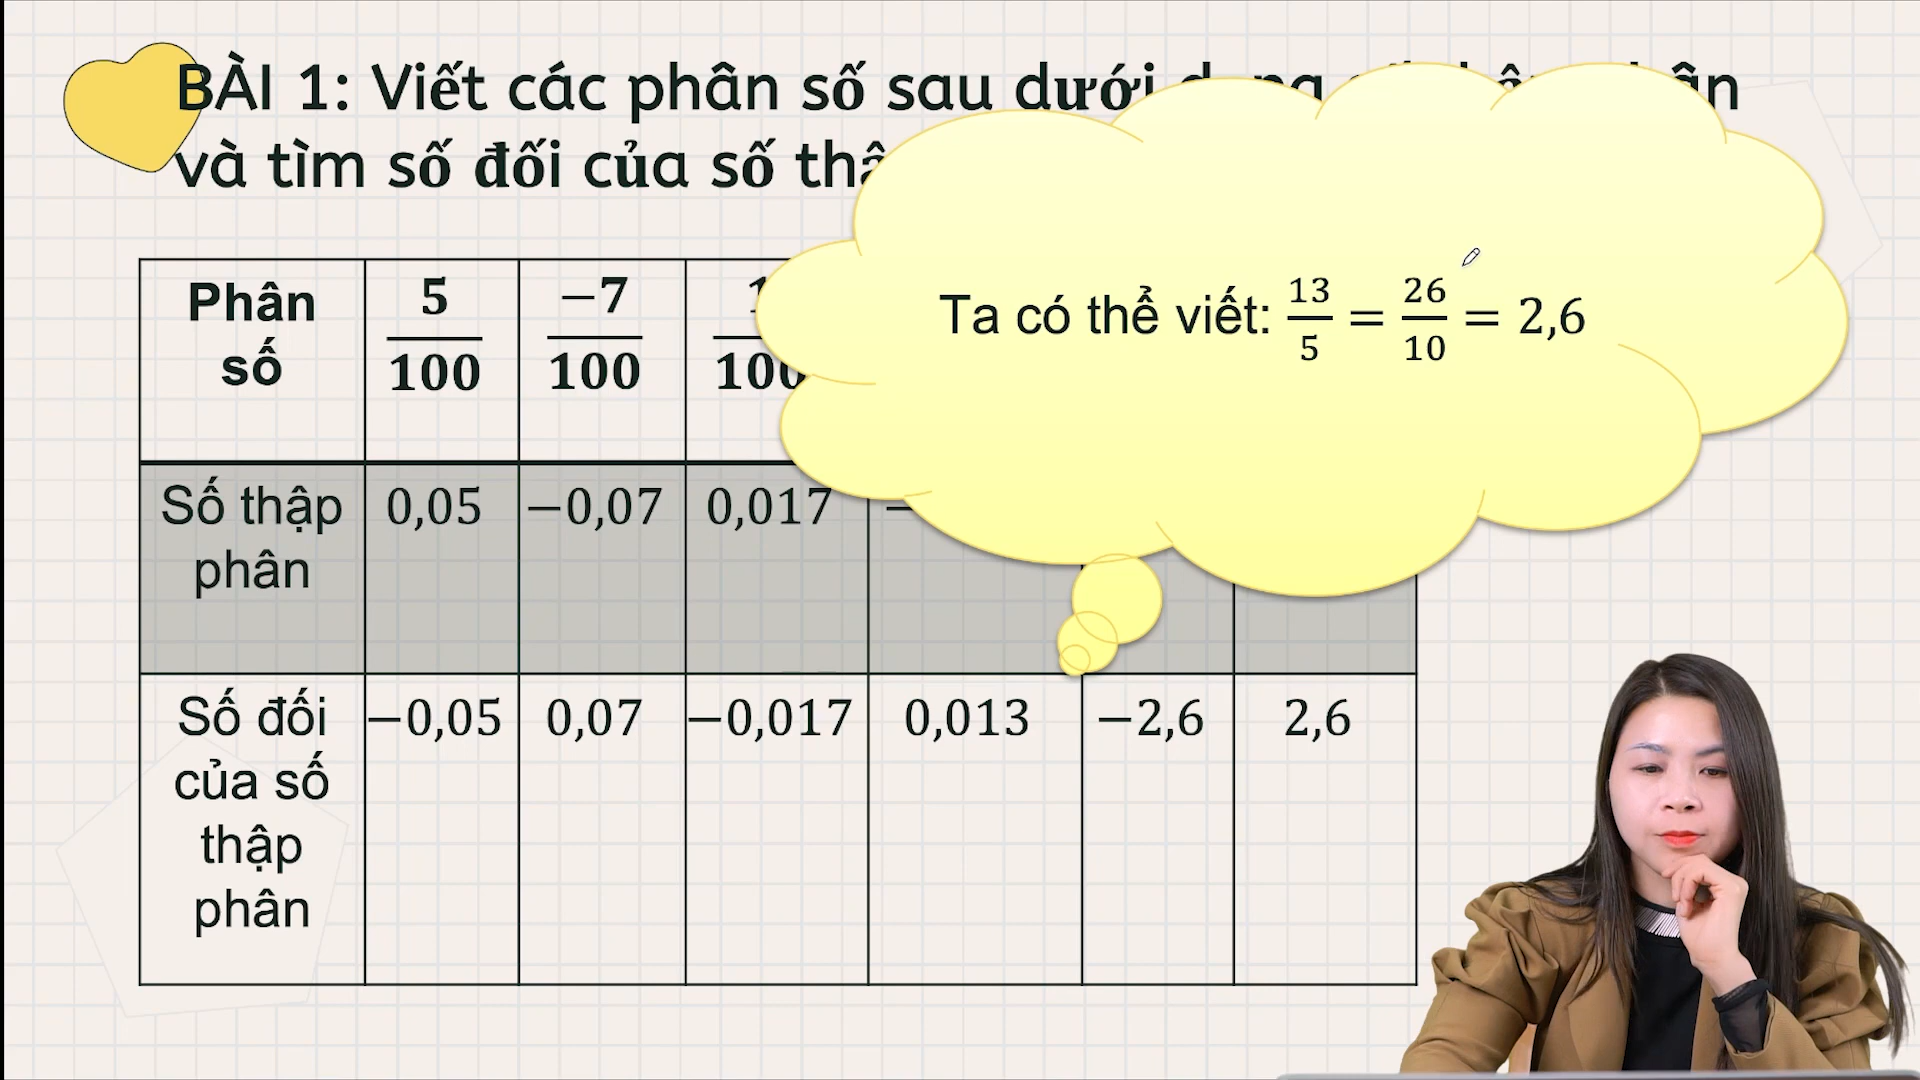 BÀI 1: Viết các phân số sau dưới
và tìm số đối của số
Ta có thể viết: 13/5 = 26/10 = 2,6
Phân số 5/100 −7/100
Số thập phân 0,05 −0,07 0,017
Số đối của số thập phân −0,05 0,07 −0,017 0,013 −2,6 2,6